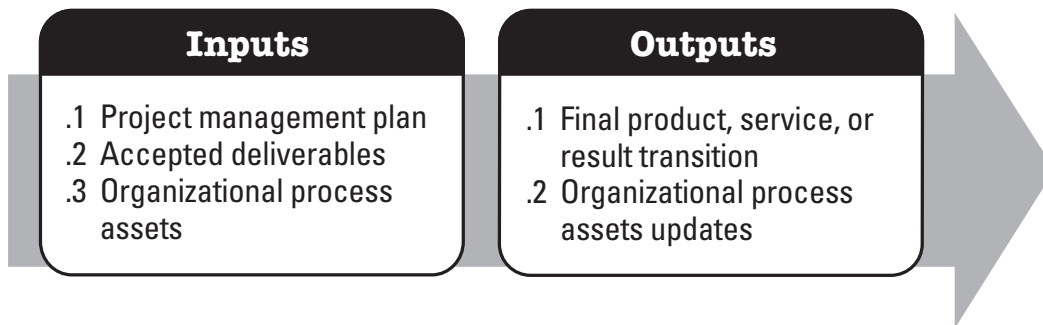 Inputs
.1 Project management plan
.2 Accepted deliverables
.3 Organizational process
assets
Outputs
.1 Final product, service, or
result transition
.2 Organizational process
assets updates